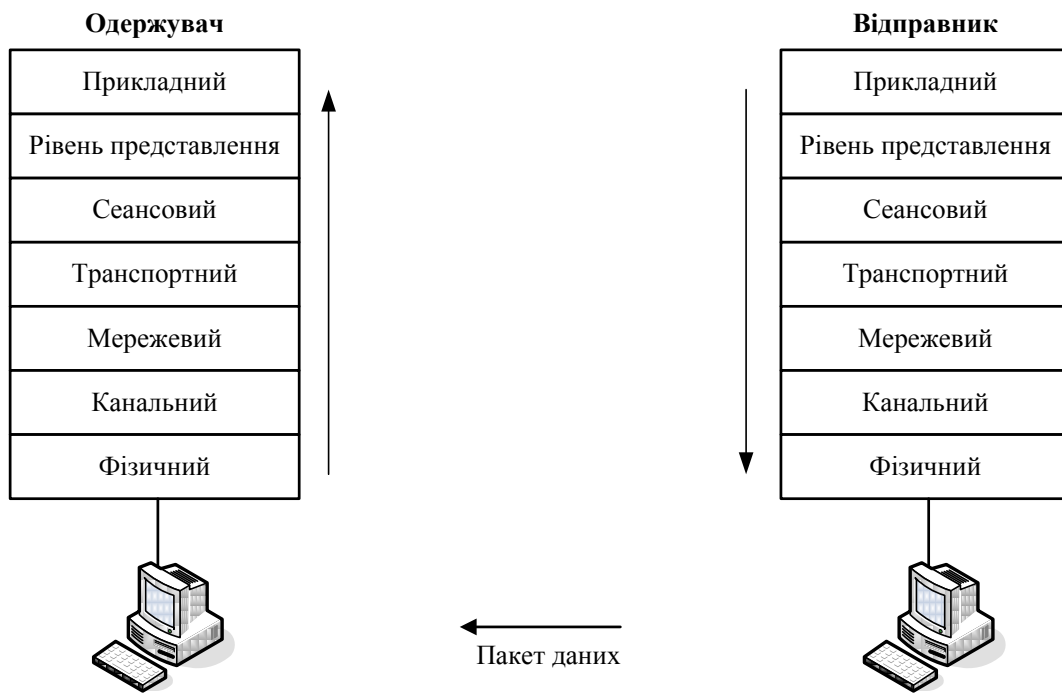 Одержувач
Прикладний
Рівень представлення
Сеансовий
Транспортний
Мережевий
Канальний
Фізичний
Відправник
Прикладний
Рівень представлення
Сеансовий
Транспортний
Мережевий
Канальний
Фізичний
Пакет даних